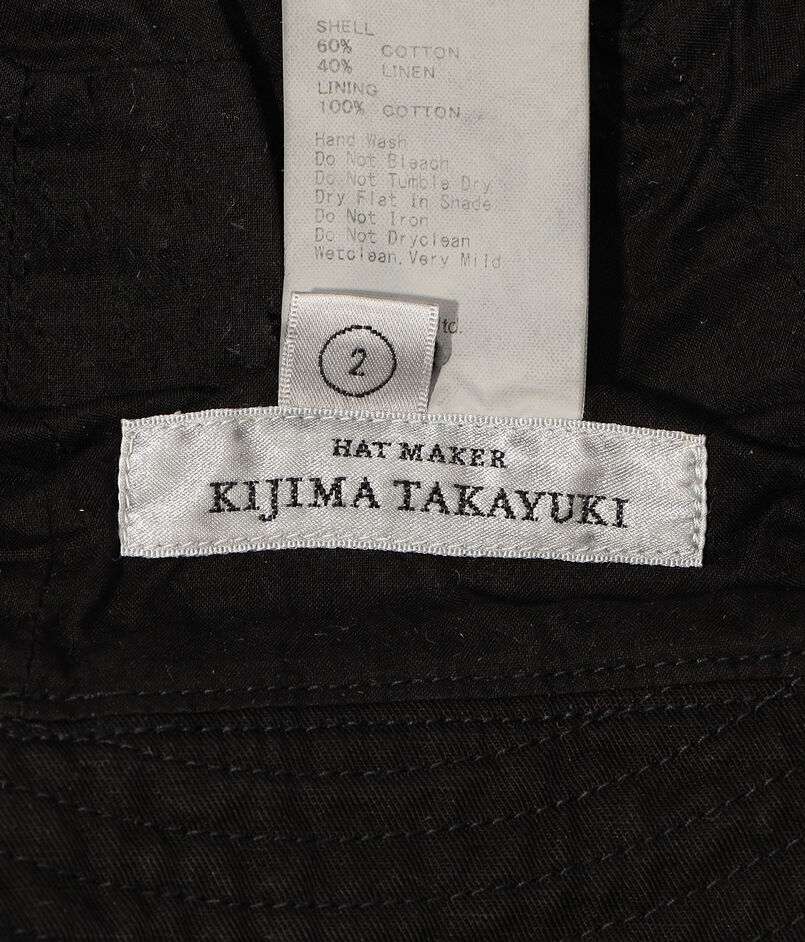 SHELL
60% COTTON
40% LINEN
LINING
100% COTTON
Hand Wash
Do Not Bleach
Do Not Tumble Dry
Dry Flat in Shade
Do Not Iron
Do Not Dryclean
Wetclean, Very Mild
ltd.
2
HAT MAKER
KIJIMA TAKAYUKI